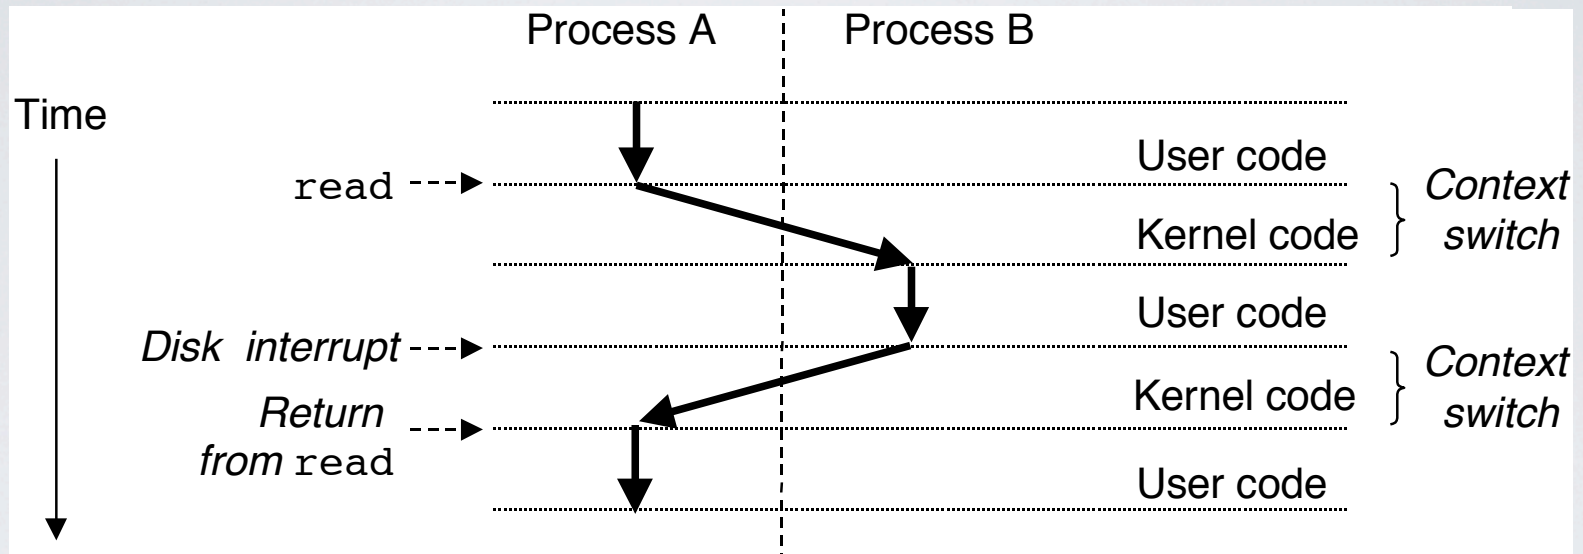 Process A
Process B
Time
User code
read
Context
switch
Kernel code
User code
Disk interrupt
Context
switch
Kernel code
Return
from read
User code